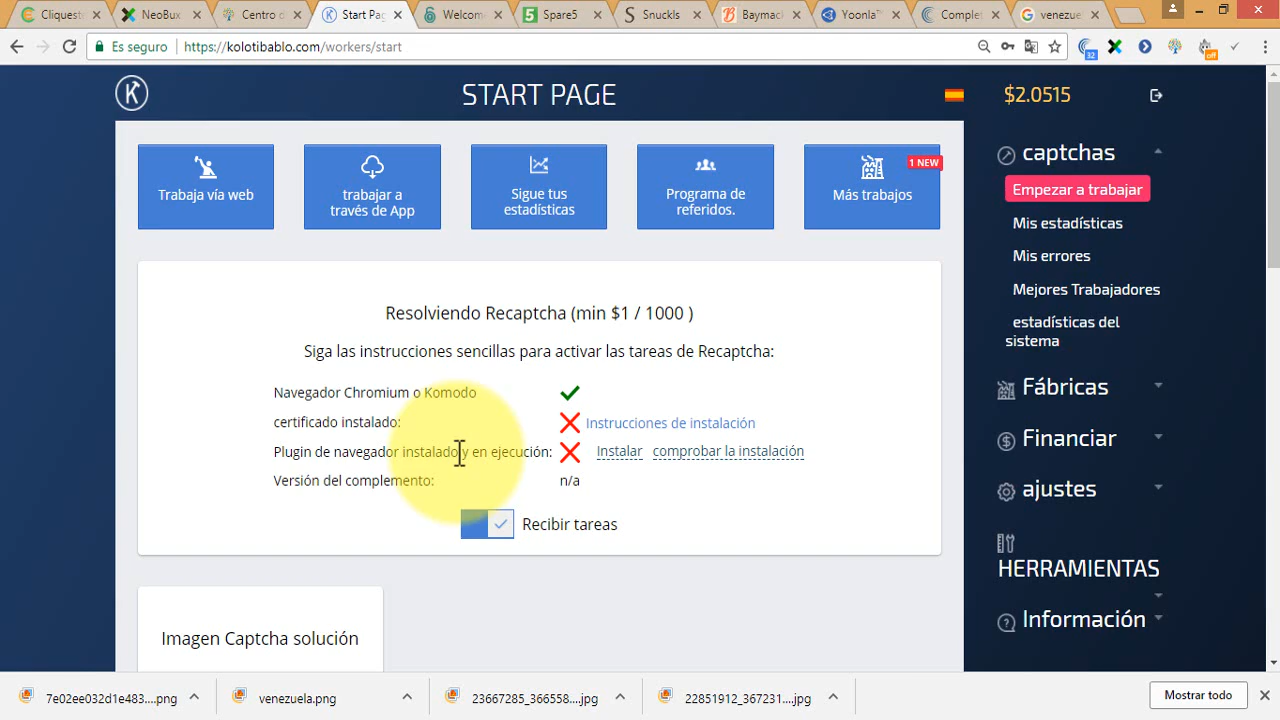 Cliquest
NeoBux
Centro o
Start Pag
Welcom
Spare5
Snuckls
Baymack
Yoonla™
Complet
venezuel
Es seguro https://kolotibablo.com/workers/start
32
off
K
START PAGE
$2.0515
Trabaja vía web
trabajar a
través de App
Sigue tus
estadísticas
Programa de
referidos.
Más trabajos
1 NEW
Resolviendo Recaptcha (min $1 / 1000 )
Siga las instrucciones sencillas para activar las tareas de Recaptcha:
Navegador Chromium o Komodo
certificado instalado: Instrucciones de instalación
Plugin de navegador instalado y en ejecución: Instalar comprobar la instalación
Versión del complemento: n/a
Recibir tareas
Imagen Captcha solución
captchas
Empezar a trabajar
Mis estadísticas
Mis errores
Mejores Trabajadores
estadísticas del
sistema
Fábricas
Financiar
ajustes
HERRAMIENTAS
Información
7e02ee032d1e483....png
venezuela.png
23667285_366558....jpg
22851912_367231....jpg
Mostrar todo